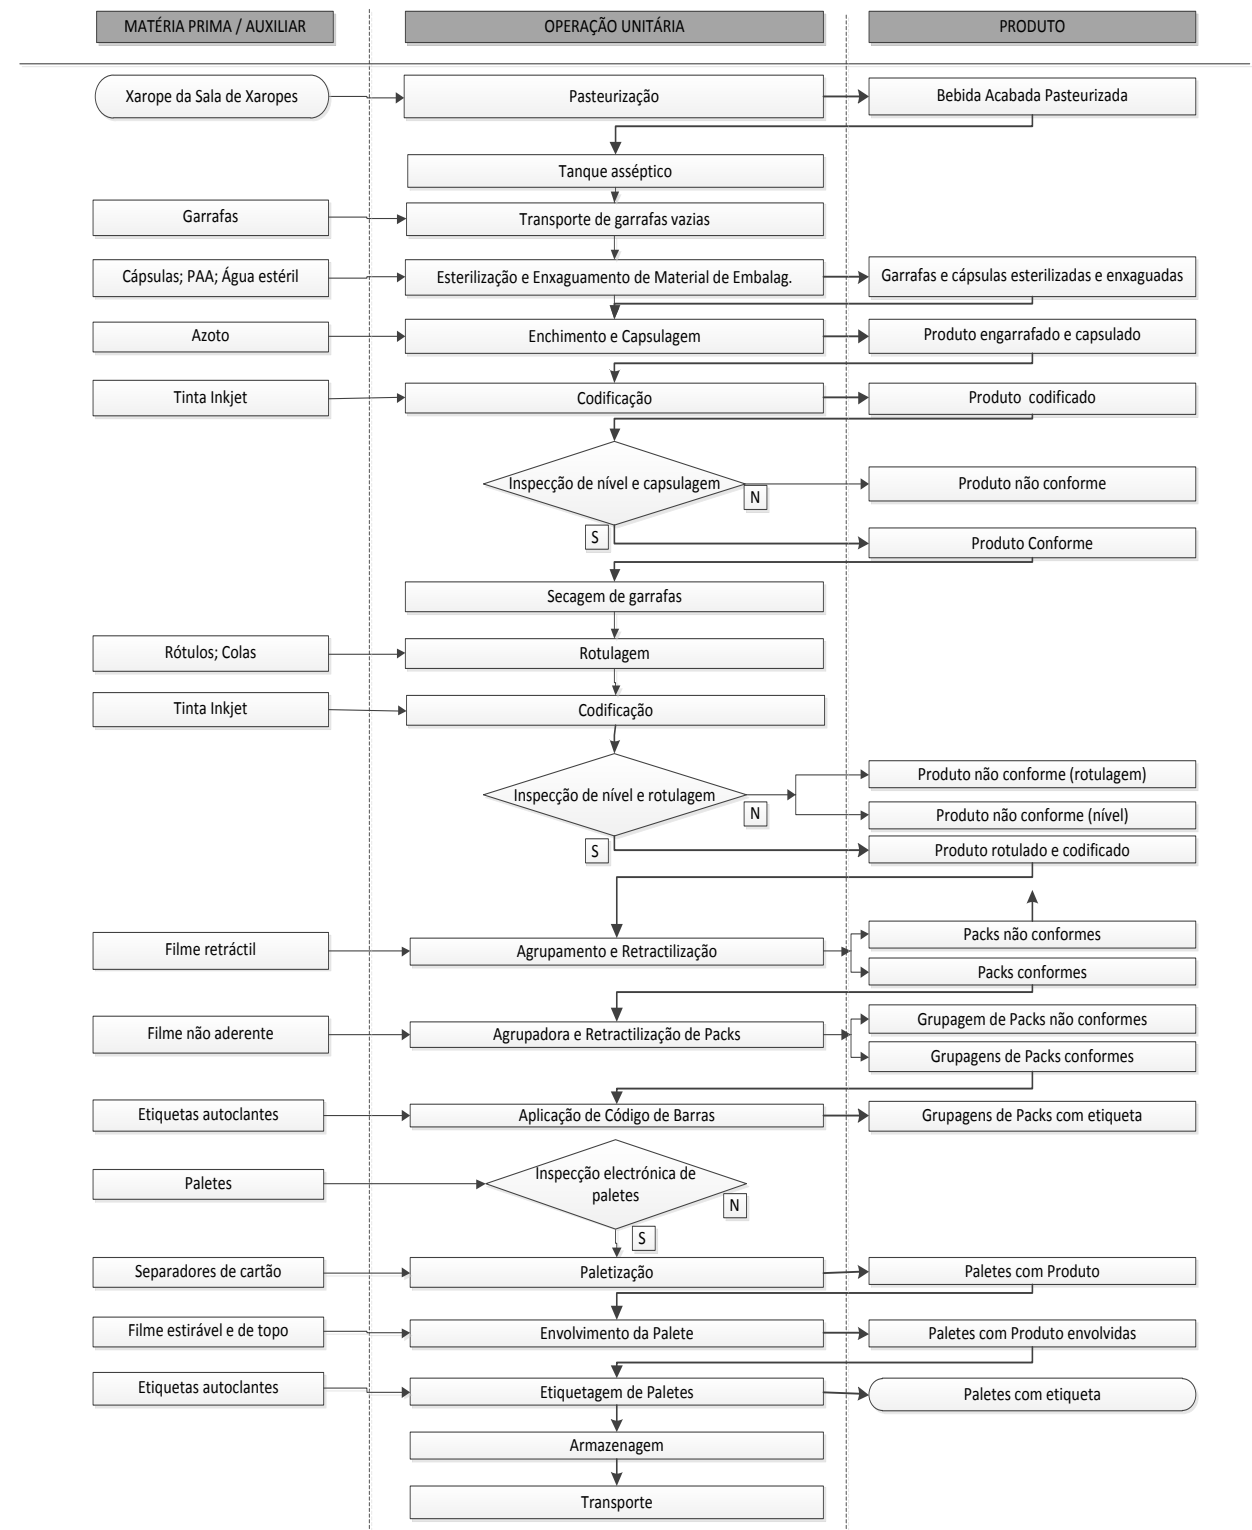 MATÉRIA PRIMA / AUXILIAR
OPERAÇÃO UNITÁRIA
PRODUTO
Xarope da Sala de Xaropes
Pasteurização
Bebida Acabada Pasteurizada
Tanque asséptico
Garrafas
Transporte de garrafas vazias
Cápsulas; PAA; Água estéril
Esterilização e Enxaguamento de Material de Embalag.
Garrafas e cápsulas esterilizadas e enxaguadas
Azoto
Enchimento e Capsulagem
Produto engarrafado e capsulado
Tinta Inkjet
Codificação
Produto codificado
Inspecção de nível e capsulagem
N
Produto não conforme
S
Produto Conforme
Secagem de garrafas
Rótulos; Colas
Rotulagem
Tinta Inkjet
Codificação
Inspecção de nível e rotulagem
N
Produto não conforme (rotulagem)
Produto não conforme (nível)
S
Produto rotulado e codificado
Filme retráctil
Agrupamento e Retractilização
Packs não conformes
Packs conformes
Filme não aderente
Agrupadora e Retractilização de Packs
Grupagem de Packs não conformes
Grupagens de Packs conformes
Etiquetas autoclantes
Aplicação de Código de Barras
Grupagens de Packs com etiqueta
Paletes
Inspecção electrónica de
paletes
N
S
Separadores de cartão
Paletização
Paletes com Produto
Filme estirável e de topo
Envolvimento da Palete
Paletes com Produto envolvidas
Etiquetas autoclantes
Etiquetagem de Paletes
Paletes com etiqueta
Armazenagem
Transporte